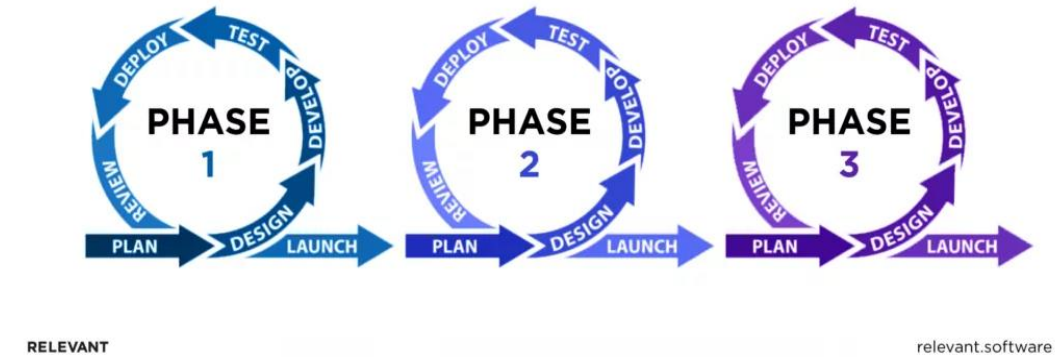 PHASE
1
PLAN
DESIGN
DEVELOP
TEST
DEPLOY
REVIEW
LAUNCH
PHASE
2
PLAN
DESIGN
DEVELOP
TEST
DEPLOY
REVIEW
LAUNCH
PHASE
3
PLAN
DESIGN
DEVELOP
TEST
DEPLOY
REVIEW
LAUNCH
RELEVANT
relevant.software